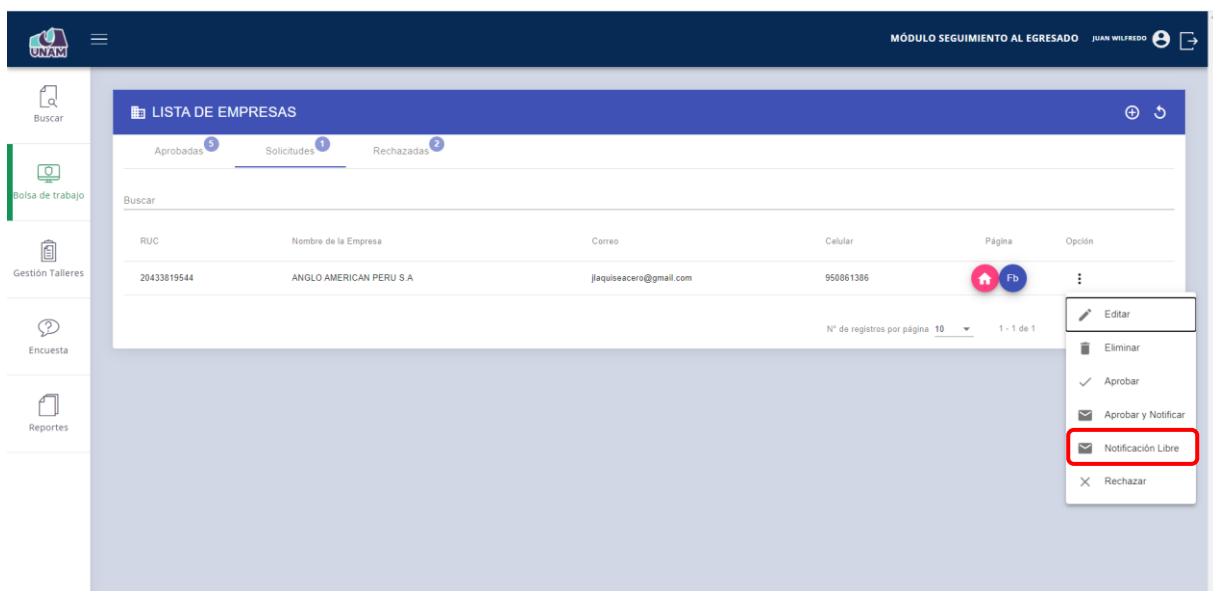 UNAM
MÓDULO SEGUIMIENTO AL EGRESADO JUAN WILFREDO
Buscar
Bolsa de trabajo
Gestión Talleres
Encuesta
Reportes
LISTA DE EMPRESAS
Aprobadas 5 Solicitudes 1 Rechazadas 2
Buscar
RUC Nombre de la Empresa Correo Celular Página Opción
20433819544 ANGLO AMERICAN PERU S.A jlaquiseacero@gmail.com 950861386 Fb
N° de registros por página 10 1 - 1 de 1
Editar
Eliminar
Aprobar
Aprobar y Notificar
Notificación Libre
Rechazar